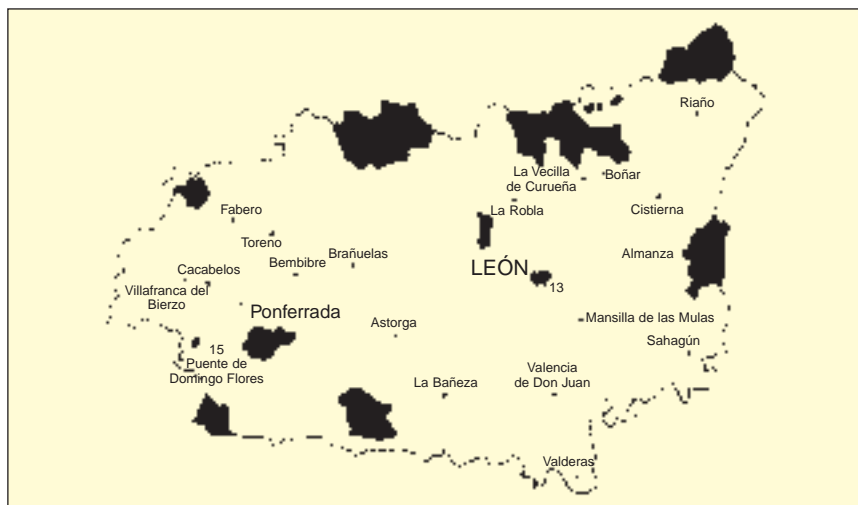 Riaño
La Vecilla
de Curueña
Boñar
Cistierna
La Robla
Fabero
Toreno
Brañuelas
Bembibre
Almanza
LEÓN
13
Cacabelos
Villafranca del
Bierzo
Ponferrada
Astorga
Mansilla de las Mulas
Sahagún
15
Puente de
Domingo Flores
Valencia
de Don Juan
La Bañeza
Valderas